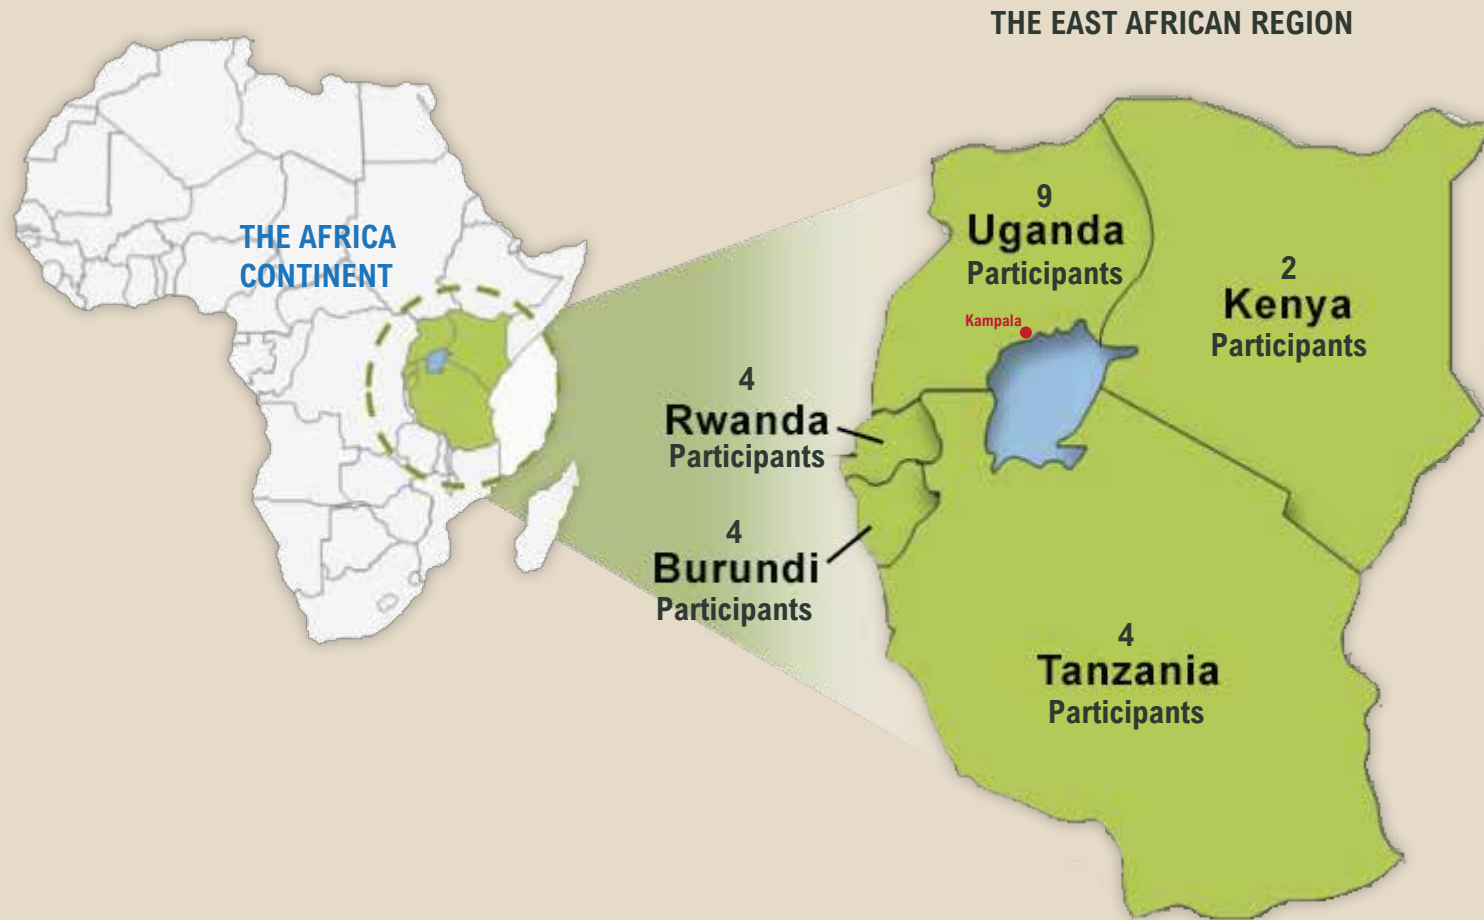 THE EAST AFRICAN REGION
THE AFRICA
CONTINENT
9
Uganda
Participants
Kampala
2
Kenya
Participants
4
Rwanda
Participants
4
Burundi
Participants
4
Tanzania
Participants